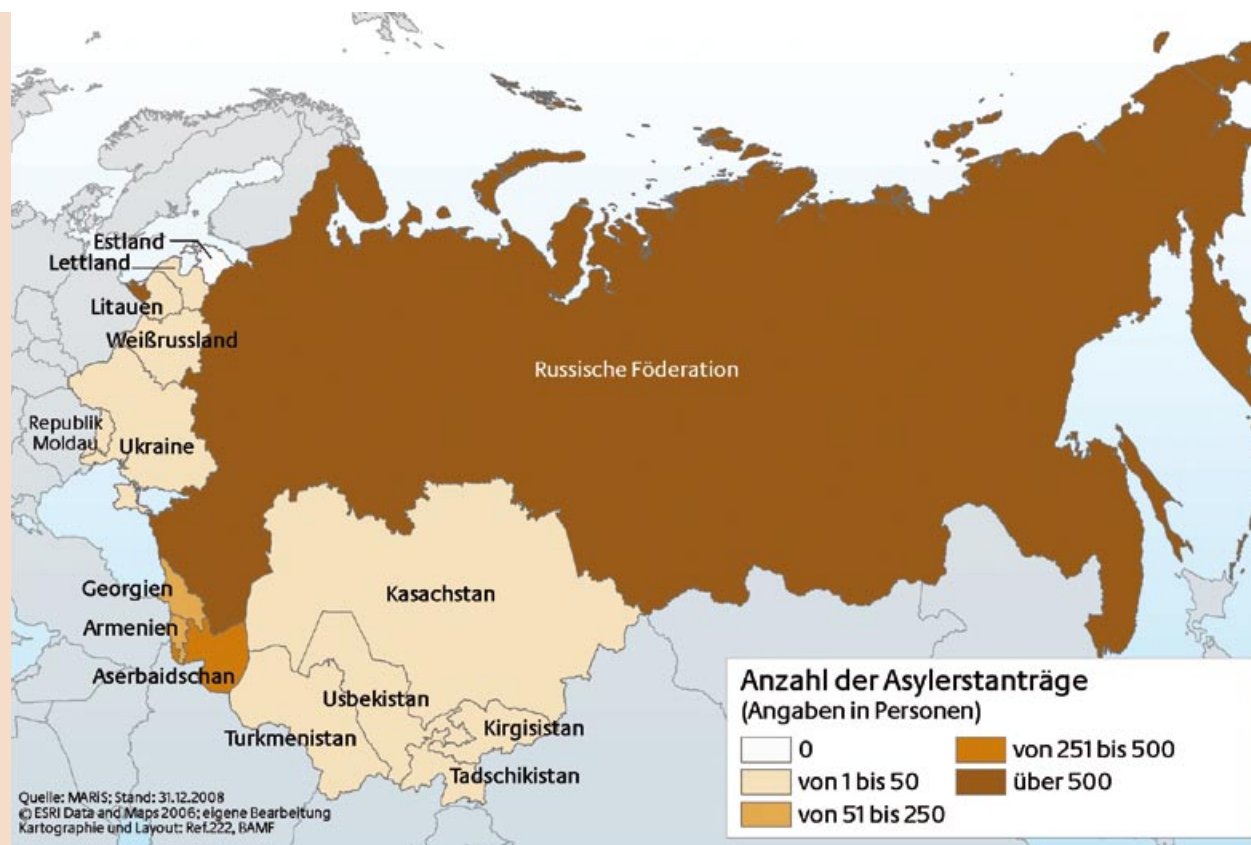 Estland
Lettland
Litauen
Weißrussland
Russische Föderation
Republik
Moldau
Ukraine
Georgien
Kasachstan
Armenien
Aserbaidschan
Usbekistan
Kirgisistan
Turkmenistan
Tadschikistan
Anzahl der Asylerstanträge
(Angaben in Personen)
0
von 1 bis 50
von 51 bis 250
von 251 bis 500
über 500
Quelle: MARiS; Stand: 31.12.2008
© ESRI Data and Maps 2006; eigene Bearbeitung
Kartographie und Layout: Ref.222, BAMF